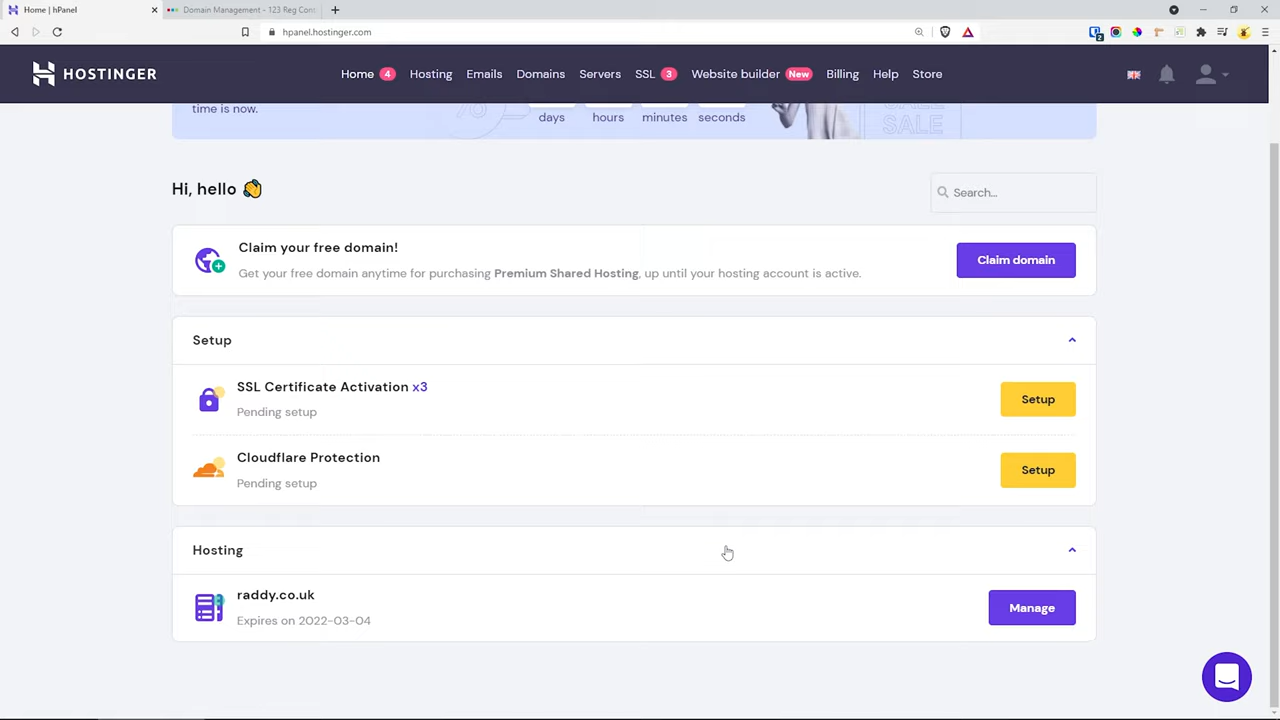 Home | hPanel
Domain Management - 123 Reg Cont
hpanel.hostinger.com
2
HOSTINGER
Home 4 Hosting Emails Domains Servers SSL 3 Website builder New Billing Help Store
time is now.
days hours minutes seconds
SALE
SALE
Hi, hello
Search...
Claim your free domain!
Get your free domain anytime for purchasing Premium Shared Hosting, up until your hosting account is active.
Claim domain
Setup
SSL Certificate Activation x3
Pending setup
Setup
Cloudflare Protection
Pending setup
Setup
Hosting
raddy.co.uk
Expires on 2022-03-04
Manage